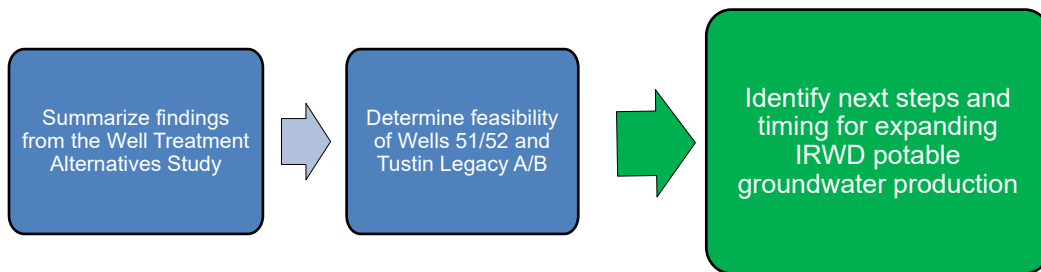 Summarize findings
from the Well Treatment
Alternatives Study
Determine feasibility
of Wells 51/52 and
Tustin Legacy A/B
Identify next steps and
timing for expanding
IRWD potable
groundwater production